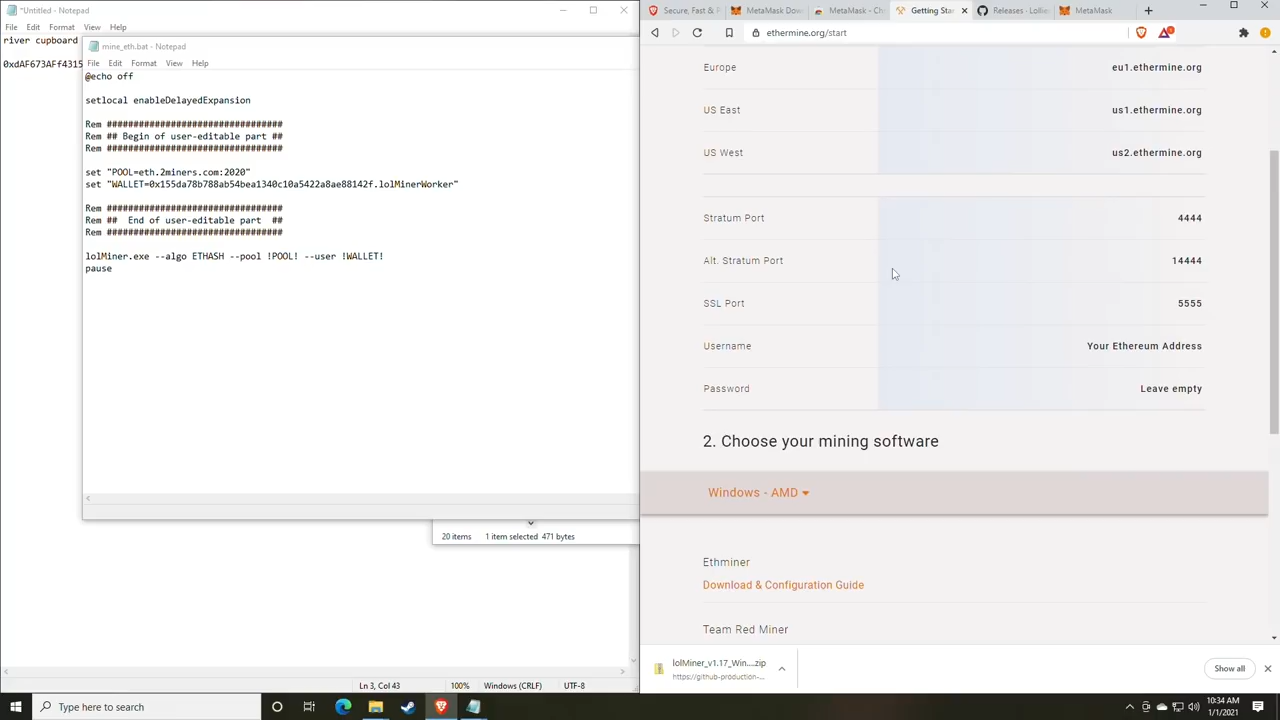 *Untitled - Notepad
File Edit Format View Help
river cupboard
0xdAF673AFf4315
mine_eth.bat - Notepad
File Edit Format View Help
@echo off
setlocal enableDelayedExpansion
Rem #################################
Rem ## Begin of user-editable part ##
Rem #################################
set "POOL=eth.2miners.com:2020"
set "WALLET=0x155da78b788ab54bea1340c10a5422a8ae88142f.lolMinerWorker"
Rem #################################
Rem ##  End of user-editable part  ##
Rem #################################
lolMiner.exe --algo ETHASH --pool !POOL! --user !WALLET!
pause
20 items 1 item selected 471 bytes
Ln 3, Col 43 100% Windows (CRLF) UTF-8
Secure, Fast & P
MetaMask Dow
MetaMask - Ch
Getting Star
Releases · Lollie
MetaMask
ethermine.org/start
Europe eu1.ethermine.org
US East us1.ethermine.org
US West us2.ethermine.org
Stratum Port 4444
Alt. Stratum Port 14444
SSL Port 5555
Username Your Ethereum Address
Password Leave empty
2. Choose your mining software
Windows - AMD
Ethminer
Download & Configuration Guide
Team Red Miner
lolMiner_v1.17_Win....zip
https://github-production-...
Show all
Type here to search
10:34 AM
1/1/2021